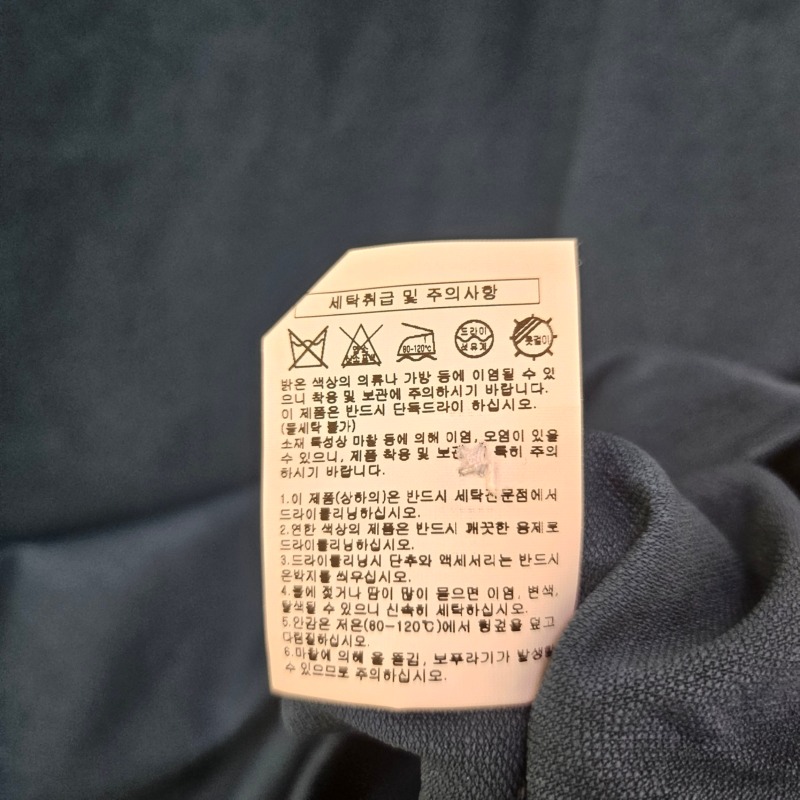 세탁취급 및 주의사항
염소 산소표백
80-120℃
드라이
석유계
옷걸이
밝은 색상의 의류나 가방 등에 이염될 수 있
으니 착용 및 보관에 주의하시기 바랍니다.
이 제품은 반드시 단독드라이 하십시오.
(물세탁 불가)
소재 특성상 마찰 등에 의해 이염, 오염이 있을
수 있으니, 제품 착용 및 특히 주의
하시기 바랍니다.
1.이 제품(상하의)은 반드시 세탁전문점에서
드라이클리닝하십시오.
2.연한 색상의 제품은 반드시 깨끗한 용제로
드라이클리닝하십시오.
3.드라이클리닝시 단추와 액세서리는 반드시
은박지를 씌우십시오.
4.물에 젖거나 땀이 많이 묻으면 이염, 변색,
탈색될 수 있으니 신속히 세탁하십시오.
5.안감은 저온(80-120℃)에서 헝겊을 덮고
다림질하십시오.
6.마찰에 의해 올 뜯김, 보푸라기가 발생할
수 있으므로 주의하십시오.